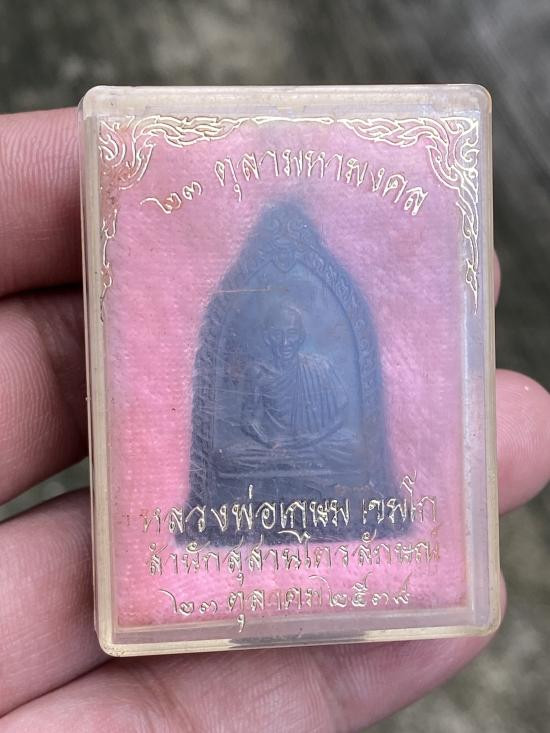 ๒๓ ตุลามหามงคล
หลวงพ่อเกษม เขมโก
สำนักสุสานไตรลักษณ์
๒๓ ตุลาคม ๒๕๓๘